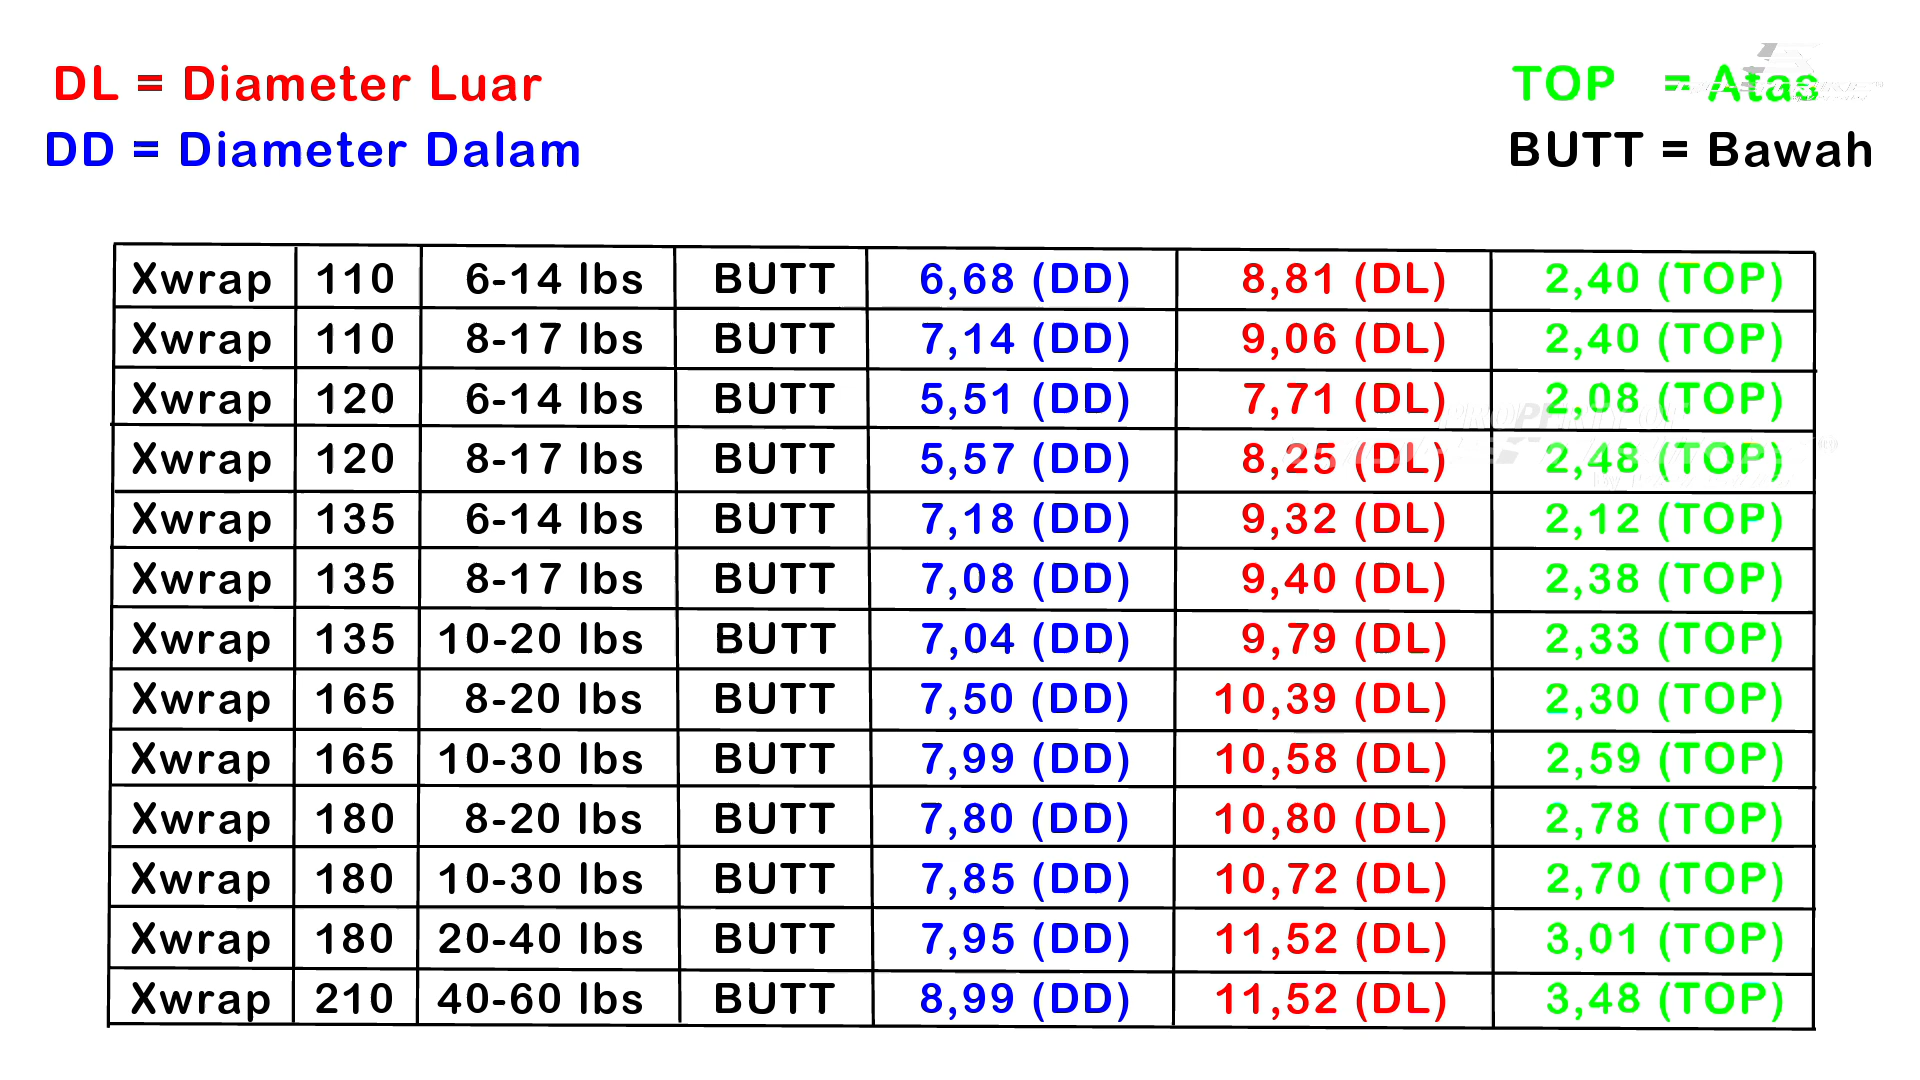 DL = Diameter Luar
TOP = Atas
DD = Diameter Dalam
BUTT = Bawah
Xwrap 110 6-14 lbs BUTT 6,68 (DD) 8,81 (DL) 2,40 (TOP)
Xwrap 110 8-17 lbs BUTT 7,14 (DD) 9,06 (DL) 2,40 (TOP)
Xwrap 120 6-14 lbs BUTT 5,51 (DD) 7,71 (DL) 2,08 (TOP)
Xwrap 120 8-17 lbs BUTT 5,57 (DD) 8,25 (DL) 2,48 (TOP)
Xwrap 135 6-14 lbs BUTT 7,18 (DD) 9,32 (DL) 2,12 (TOP)
Xwrap 135 8-17 lbs BUTT 7,08 (DD) 9,40 (DL) 2,38 (TOP)
Xwrap 135 10-20 lbs BUTT 7,04 (DD) 9,79 (DL) 2,33 (TOP)
Xwrap 165 8-20 lbs BUTT 7,50 (DD) 10,39 (DL) 2,30 (TOP)
Xwrap 165 10-30 lbs BUTT 7,99 (DD) 10,58 (DL) 2,59 (TOP)
Xwrap 180 8-20 lbs BUTT 7,80 (DD) 10,80 (DL) 2,78 (TOP)
Xwrap 180 10-30 lbs BUTT 7,85 (DD) 10,72 (DL) 2,70 (TOP)
Xwrap 180 20-40 lbs BUTT 7,95 (DD) 11,52 (DL) 3,01 (TOP)
Xwrap 210 40-60 lbs BUTT 8,99 (DD) 11,52 (DL) 3,48 (TOP)